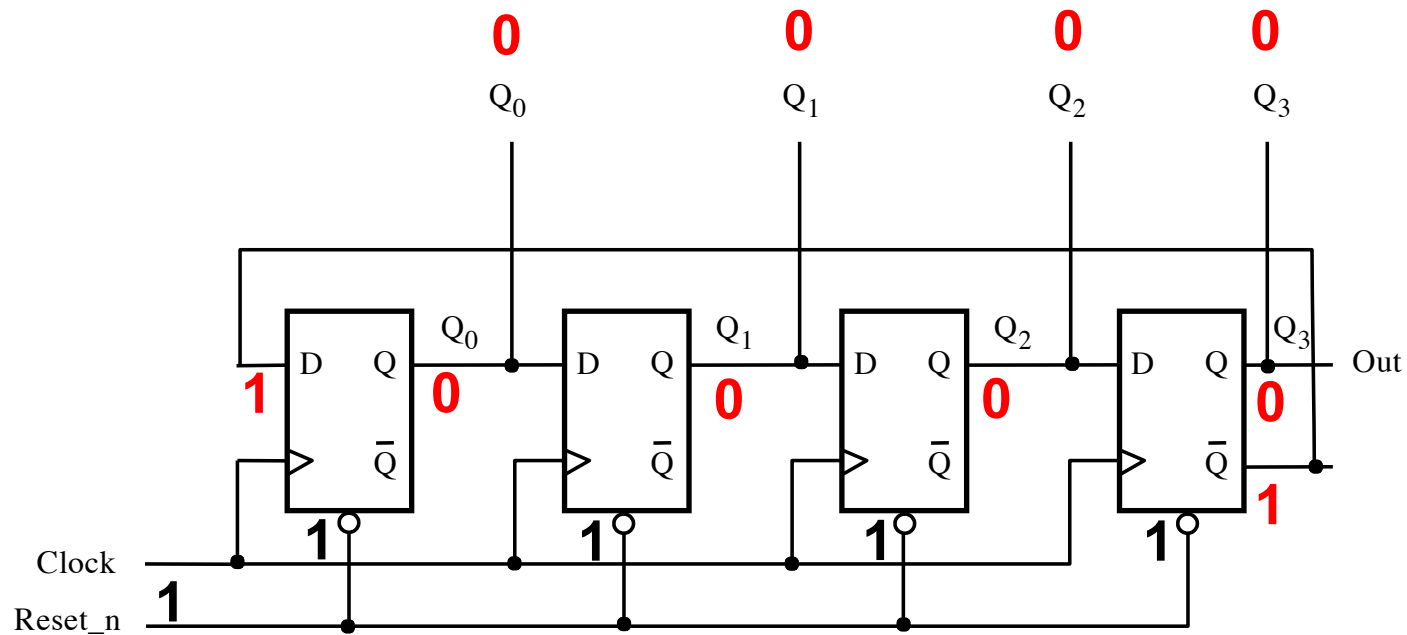 0 0 0 0
Q0 Q1 Q2 Q3
Q0 Q1 Q2 Q3
D Q D Q D Q D Q Out
1 0 0 0 0
Q̅ Q̅ Q̅ Q̅
1
1 1 1 1
Clock
1
Reset_n